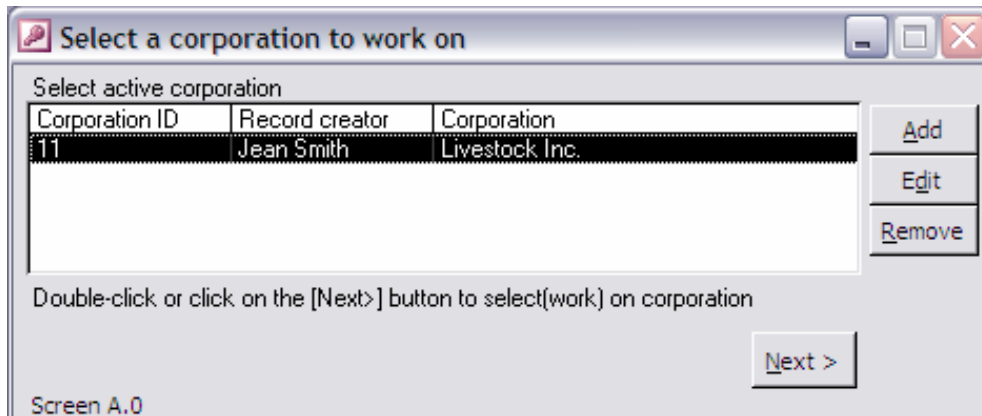 Select a corporation to work on
Select active corporation
Corporation ID Record creator Corporation
11 Jean Smith Livestock Inc.
Add
Edit
Remove
Double-click or click on the [Next>] button to select(work) on corporation
Next >
Screen A.0